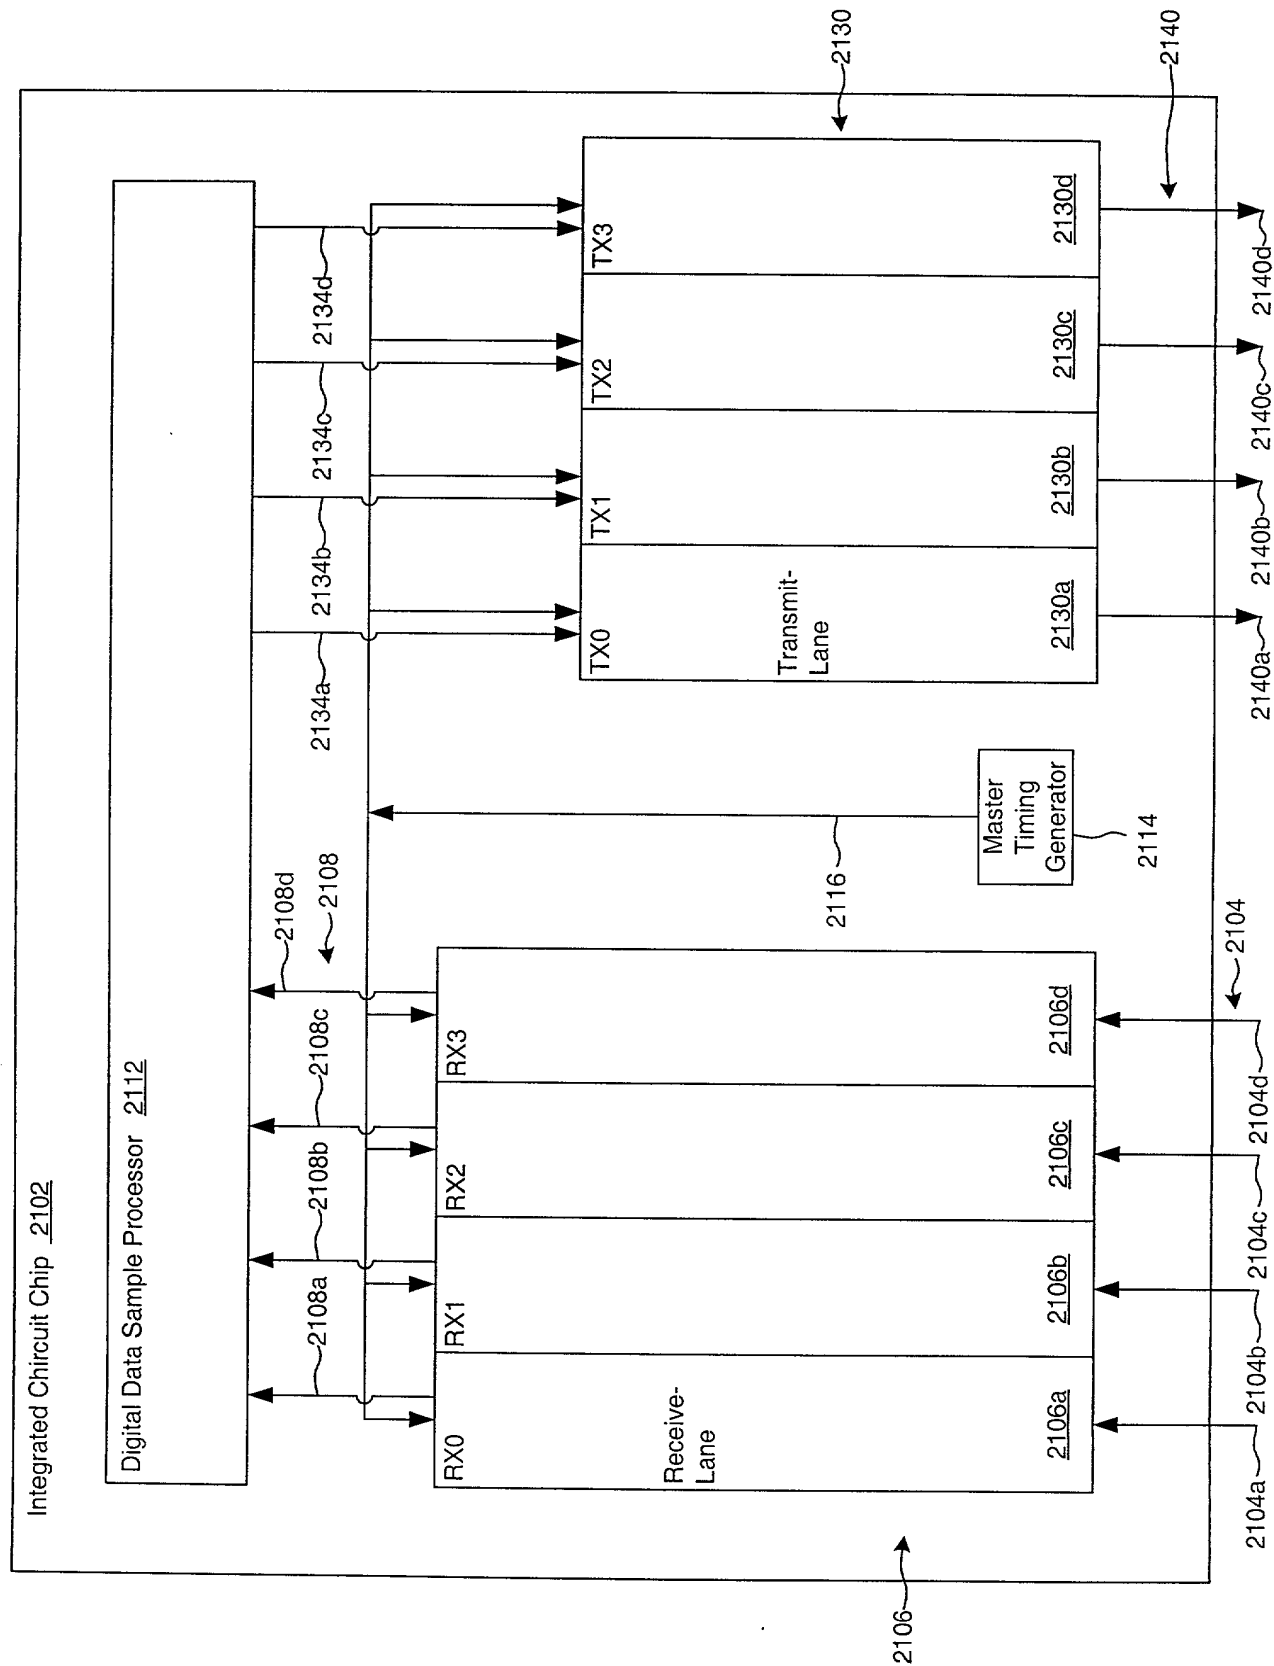 Integrated Chircuit Chip 2102
Digital Data Sample Processor 2112
2108a
2108b
2108c
2108d
2108
2134a
2134b
2134c
2134d
RX0
RX1
RX2
RX3
Receive-
Lane
2106a
2106b
2106c
2106d
2106
2116
Master
Timing
Generator
2114
TX0
TX1
TX2
TX3
Transmit-
Lane
2130a
2130b
2130c
2130d
2130
2140
2104a
2104b
2104c
2104d
2104
2140a
2140b
2140c
2140d